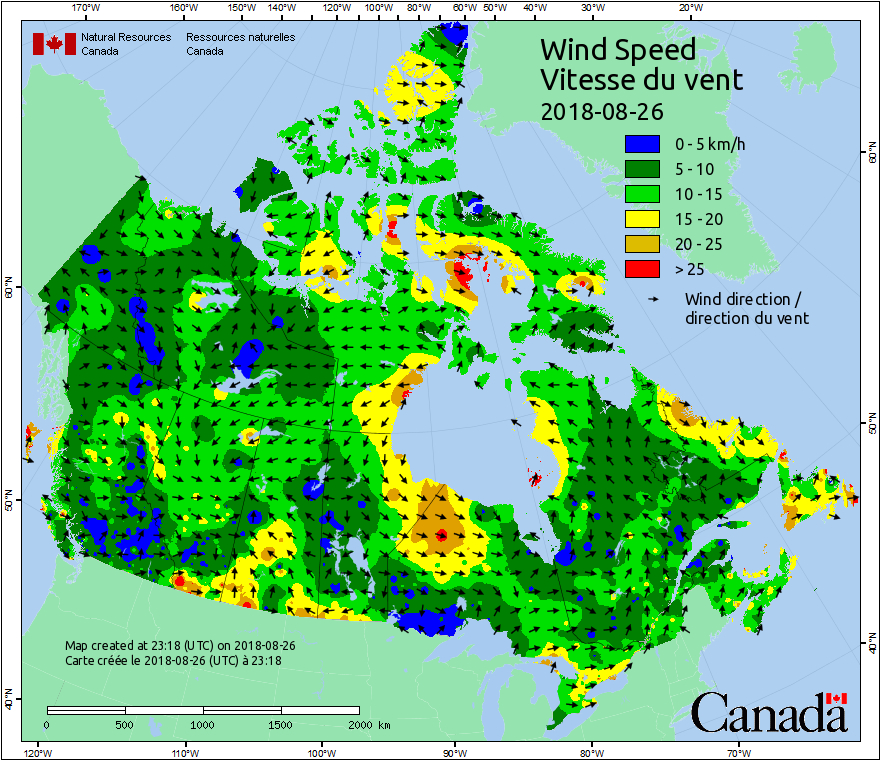 170°W 160°W 150°W 140°W 120°W 100°W 80°W 60°W 50°W 40°W 30°W 20°W
Natural Resources Ressources naturelles
Canada Canada
Wind Speed
Vitesse du vent
2018-08-26
0 - 5 km/h
5 - 10
10 - 15
15 - 20
20 - 25
> 25
Wind direction /
direction du vent
60°N 60°N
50°N 50°N
40°N 40°N
Map created at 23:18 (UTC) on 2018-08-26
Carte créée le 2018-08-26 (UTC) à 23:18
0 500 1000 1500 2000 km
Canada
120°W 110°W 100°W 90°W 80°W 70°W